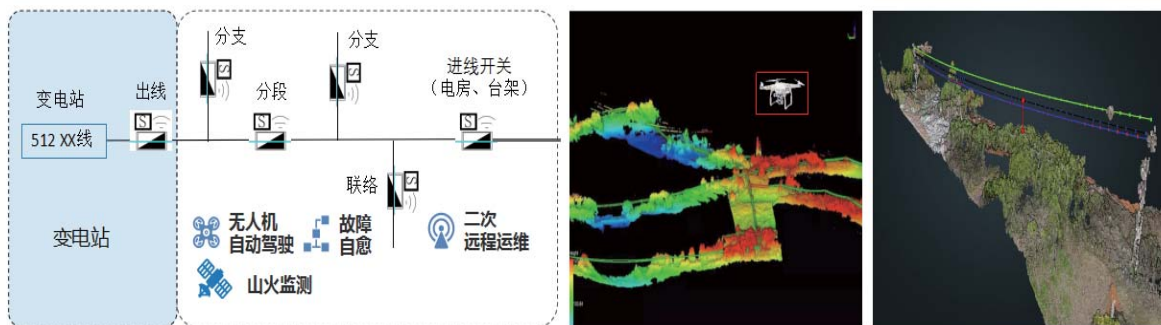 分支
分支
变电站
出线
分段
进线开关
（电房、台架）
S
S
S
S
S
512 XX线
联络
S
变电站
无人机
自动驾驶
故障
自愈
二次
远程运维
山火监测